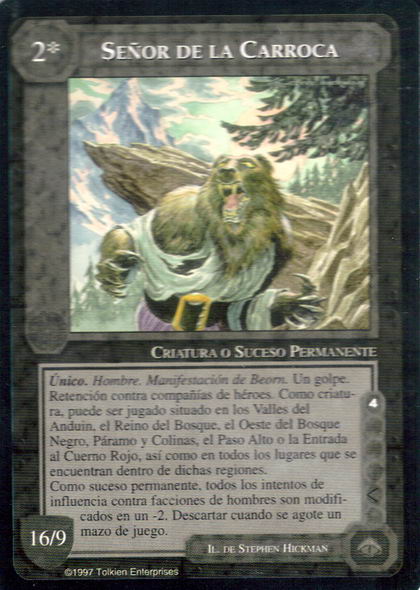 2*
SEÑOR DE LA CARROCA
CRIATURA O SUCESO PERMANENTE
Único. Hombre. Manifestación de Beorn. Un golpe.
Retención contra compañías de héroes. Como criatu-
ra, puede ser jugado situado en los Valles del
Anduin, el Reino del Bosque, el Oeste del Bosque
Negro, Páramo y Colinas, el Paso Alto o la Entrada
al Cuerno Rojo, así como en todos los lugares que se
encuentran dentro de dichas regiones.
Como suceso permanente, todos los intentos de
influencia contra facciones de hombres son modifi-
cados en un -2. Descartar cuando se agote un
mazo de juego.
4
16/9
IL. DE STEPHEN HICKMAN
©1997 Tolkien Enterprises